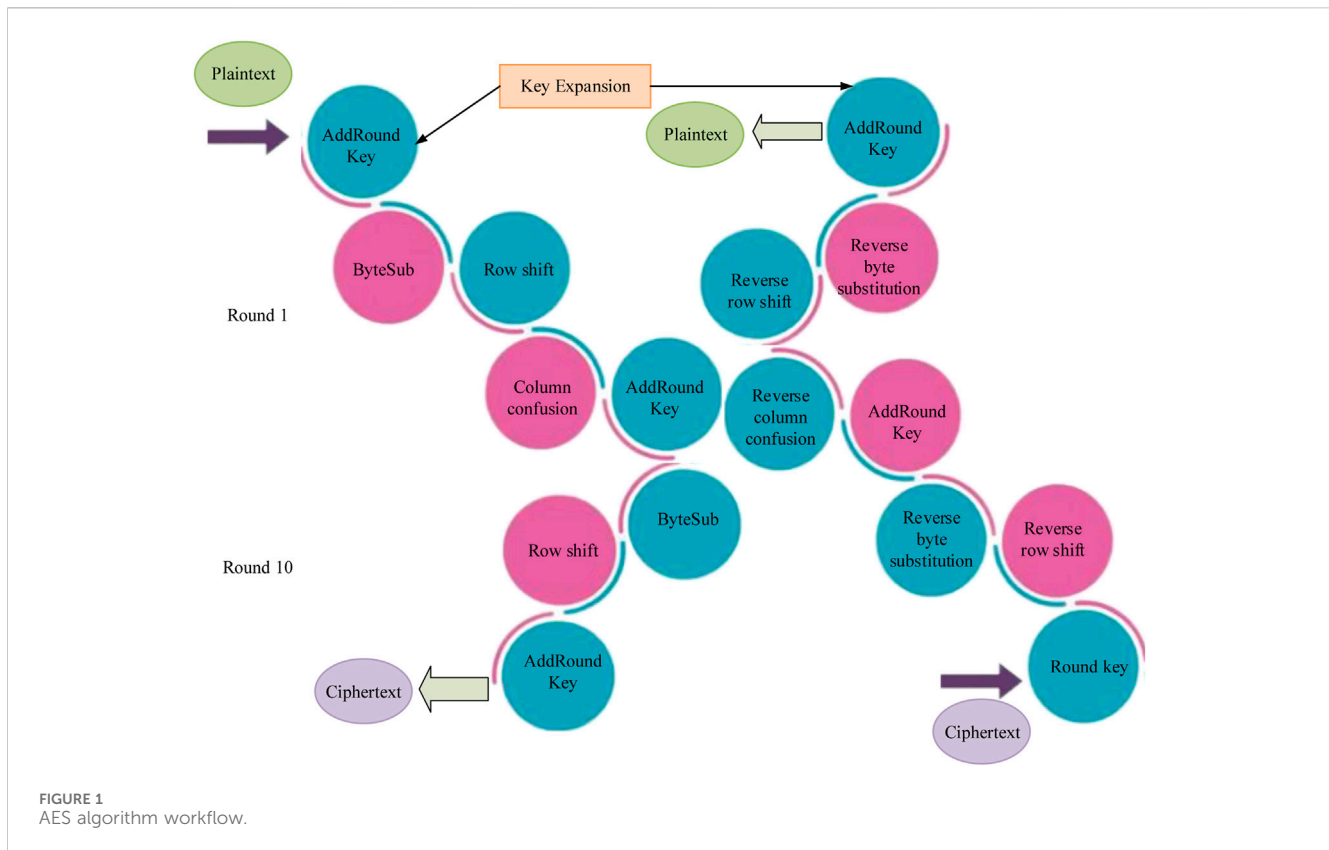 Plaintext
Key Expansion
AddRound
Key
Plaintext
AddRound
Key
ByteSub
Row shift
Reverse
row shift
Reverse
byte
substitution
Round 1
Column
confusion
AddRound
Key
Reverse
column
confusion
AddRound
Key
Round 10
Row shift
ByteSub
Reverse
byte
substitution
Reverse
row shift
Ciphertext
AddRound
Key
Round key
Ciphertext
FIGURE 1
AES algorithm workflow.